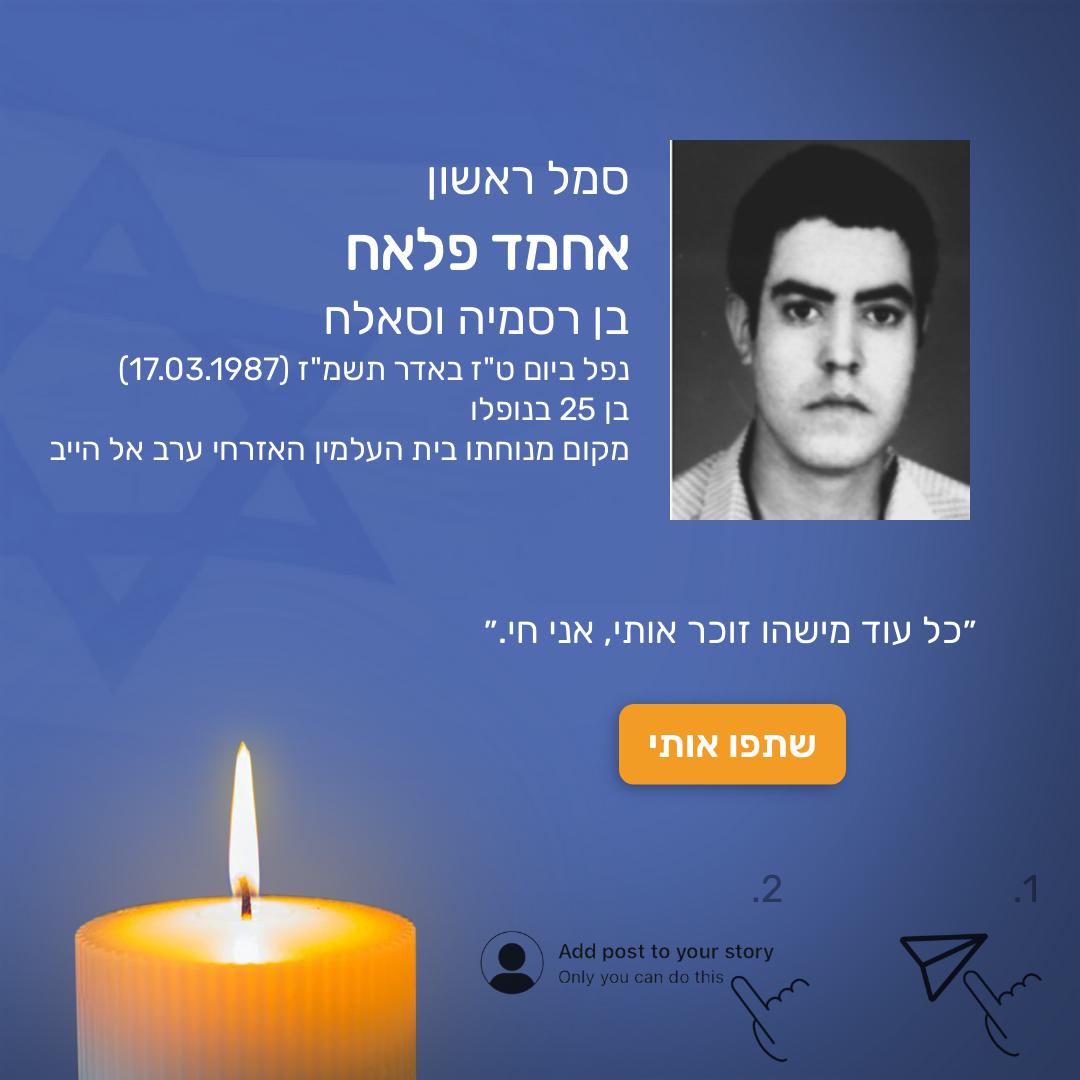 סמל ראשון
אחמד פלאח
בן רסמיה וסאלח
נפל ביום ט"ז באדר תשמ"ז (17.03.1987)
בן 25 בנופלו
מקום מנוחתו בית העלמין האזרחי ערב אל הייב
״כל עוד מישהו זוכר אותי, אני חי.״
שתפו אותי
1.
2.
Add post to your story
Only you can do this